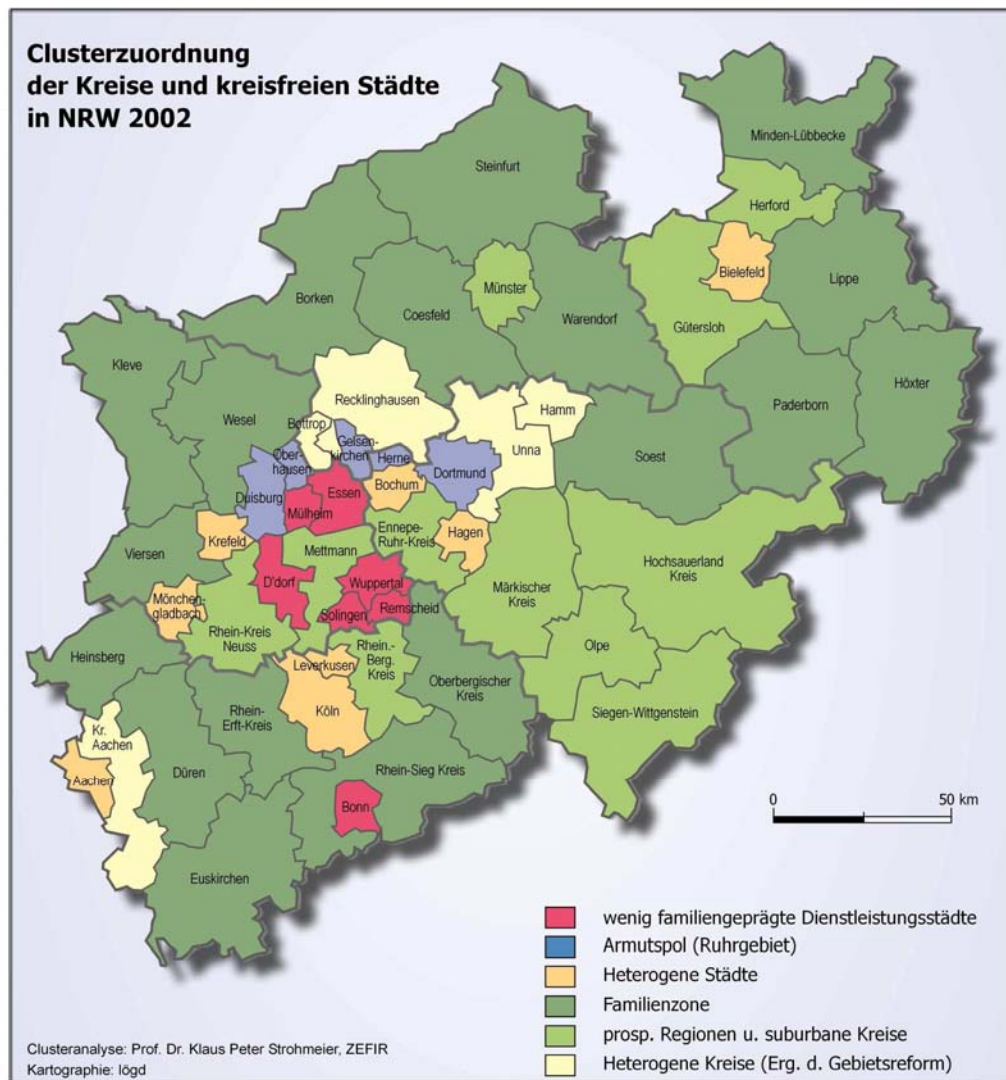 Clusterzuordnung
der Kreise und kreisfreien Städte
in NRW 2002
Minden-Lübbecke
Steinfurt
Herford
Bielefeld
Lippe
Münster
Borken
Coesfeld
Warendorf
Gütersloh
Kleve
Höxter
Recklinghausen
Paderborn
Hamm
Wesel
Bottrop
Unna
Gelsen-
kirchen
Ober-
hausen
Herne
Soest
Dortmund
Duisburg
Essen
Bochum
Mülheim
Ennepe-
Ruhr-Kreis
Hagen
Krefeld
Mettmann
Viersen
Hochsauerland
Kreis
D'dorf
Wuppertal
Märkischer
Kreis
Mönchen-
gladbach
Solingen
Remscheid
Rhein-Kreis
Neuss
Olpe
Heinsberg
Leverkusen
Rhein.-
Berg.
Kreis
Oberbergischer
Kreis
Rhein-
Erft-Kreis
Köln
Siegen-Wittgenstein
Kr.
Aachen
Aachen
Düren
Rhein-Sieg Kreis
Bonn
0 50 km
Euskirchen
wenig familiengeprägte Dienstleistungsstädte
Armutspol (Ruhrgebiet)
Heterogene Städte
Familienzone
prosp. Regionen u. suburbane Kreise
Heterogene Kreise (Erg. d. Gebietsreform)
Clusteranalyse: Prof. Dr. Klaus Peter Strohmeier, ZEFIR
Kartographie: lögd